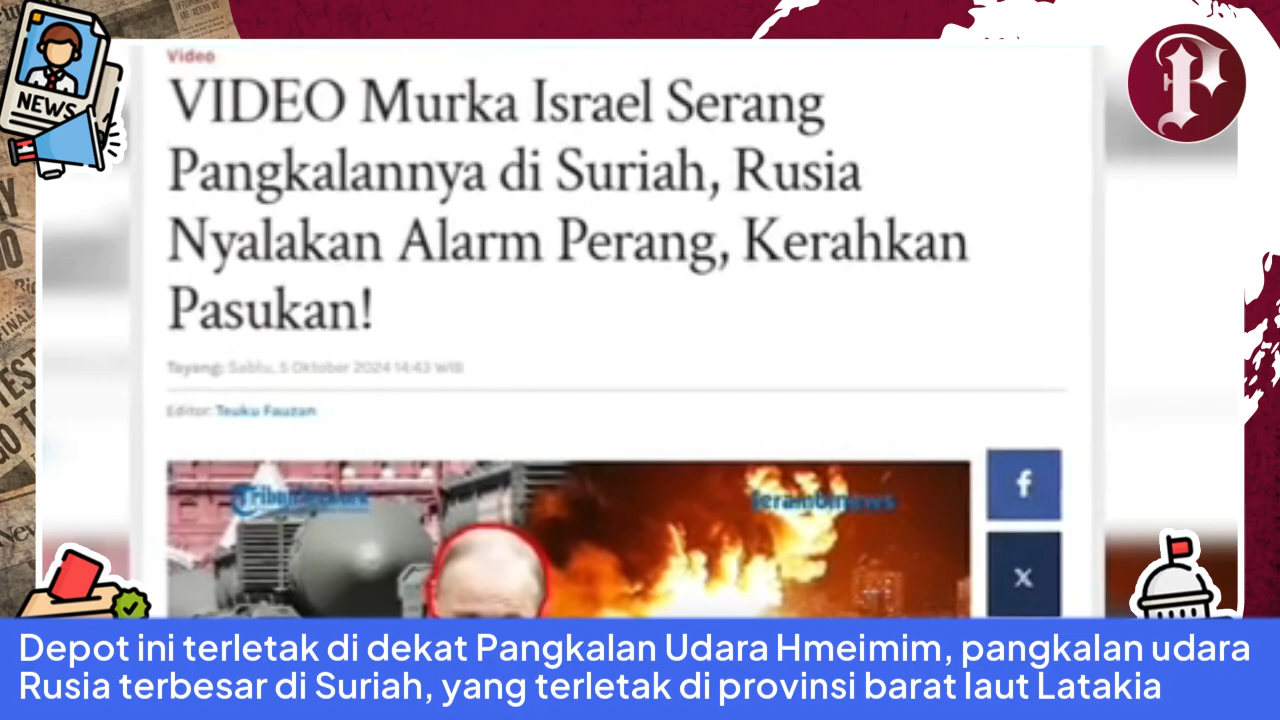 NEWS
Video
VIDEO Murka Israel Serang
Pangkalannya di Suriah, Rusia
Nyalakan Alarm Perang, Kerahkan
Pasukan!
Tayang: Sabtu, 5 Oktober 2024 14:43 WIB
Editor: Teuku Fauzan
Tribun
Serambinews
Depot ini terletak di dekat Pangkalan Udara Hmeimim, pangkalan udara
Rusia terbesar di Suriah, yang terletak di provinsi barat laut Latakia